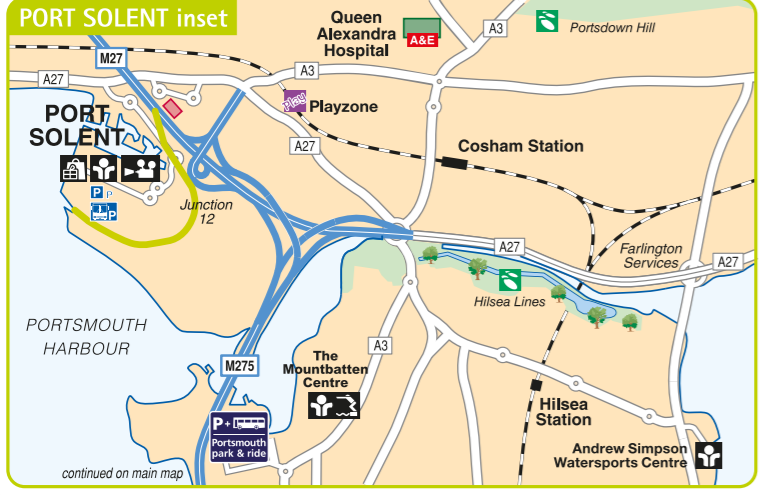 PORT SOLENT inset
Queen
Alexandra
Hospital
A&E
A3
Portsdown Hill
M27
A27
A3
PORT
SOLENT
play
Playzone
A27
Cosham Station
P P
P
Junction
12
A27
Farlington
Services
A27
Hilsea Lines
PORTSMOUTH
HARBOUR
M275
The
Mountbatten
Centre
A3
P+
Portsmouth
park & ride
Hilsea
Station
Andrew Simpson
Watersports Centre
continued on main map